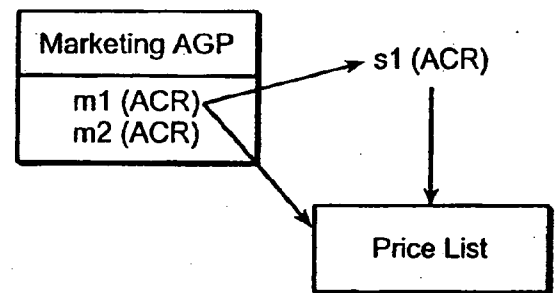 Marketing AGP
m1 (ACR)
m2 (ACR)
s1 (ACR)
Price List